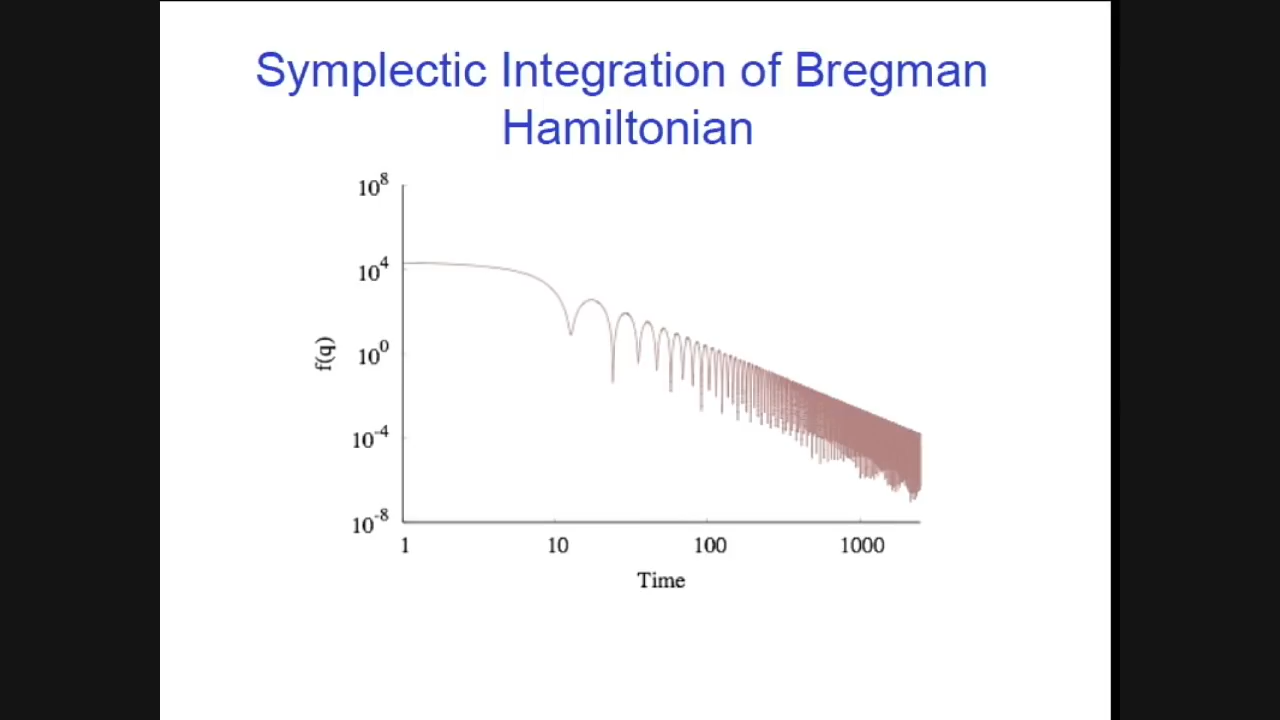 Symplectic Integration of Bregman
Hamiltonian
10^8
10^4
f(q)
10^0
10^-4
10^-8
1 10 100 1000
Time